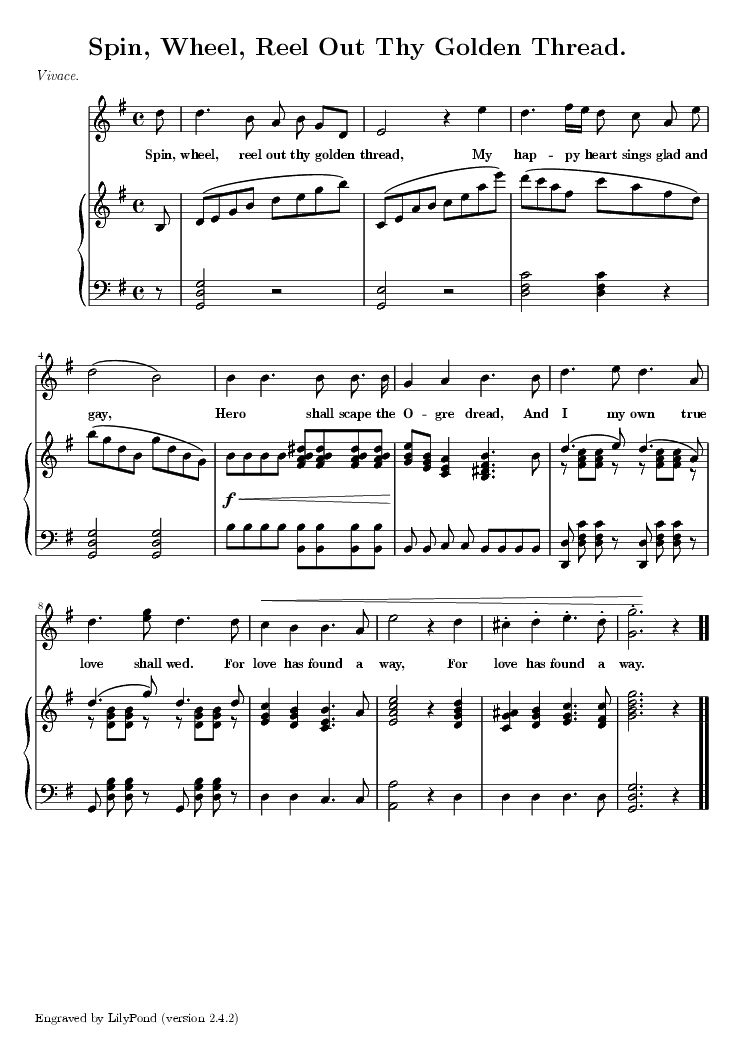 Spin, Wheel, Reel Out Thy Golden Thread.
Vivace.
Spin, wheel, reel out thy golden thread, My hap - py heart sings glad and
4
gay, Hero shall scape the O - gre dread, And I my own true
f
8
love shall wed. For love has found a way, For love has found a way.
Engraved by LilyPond (version 2.4.2)